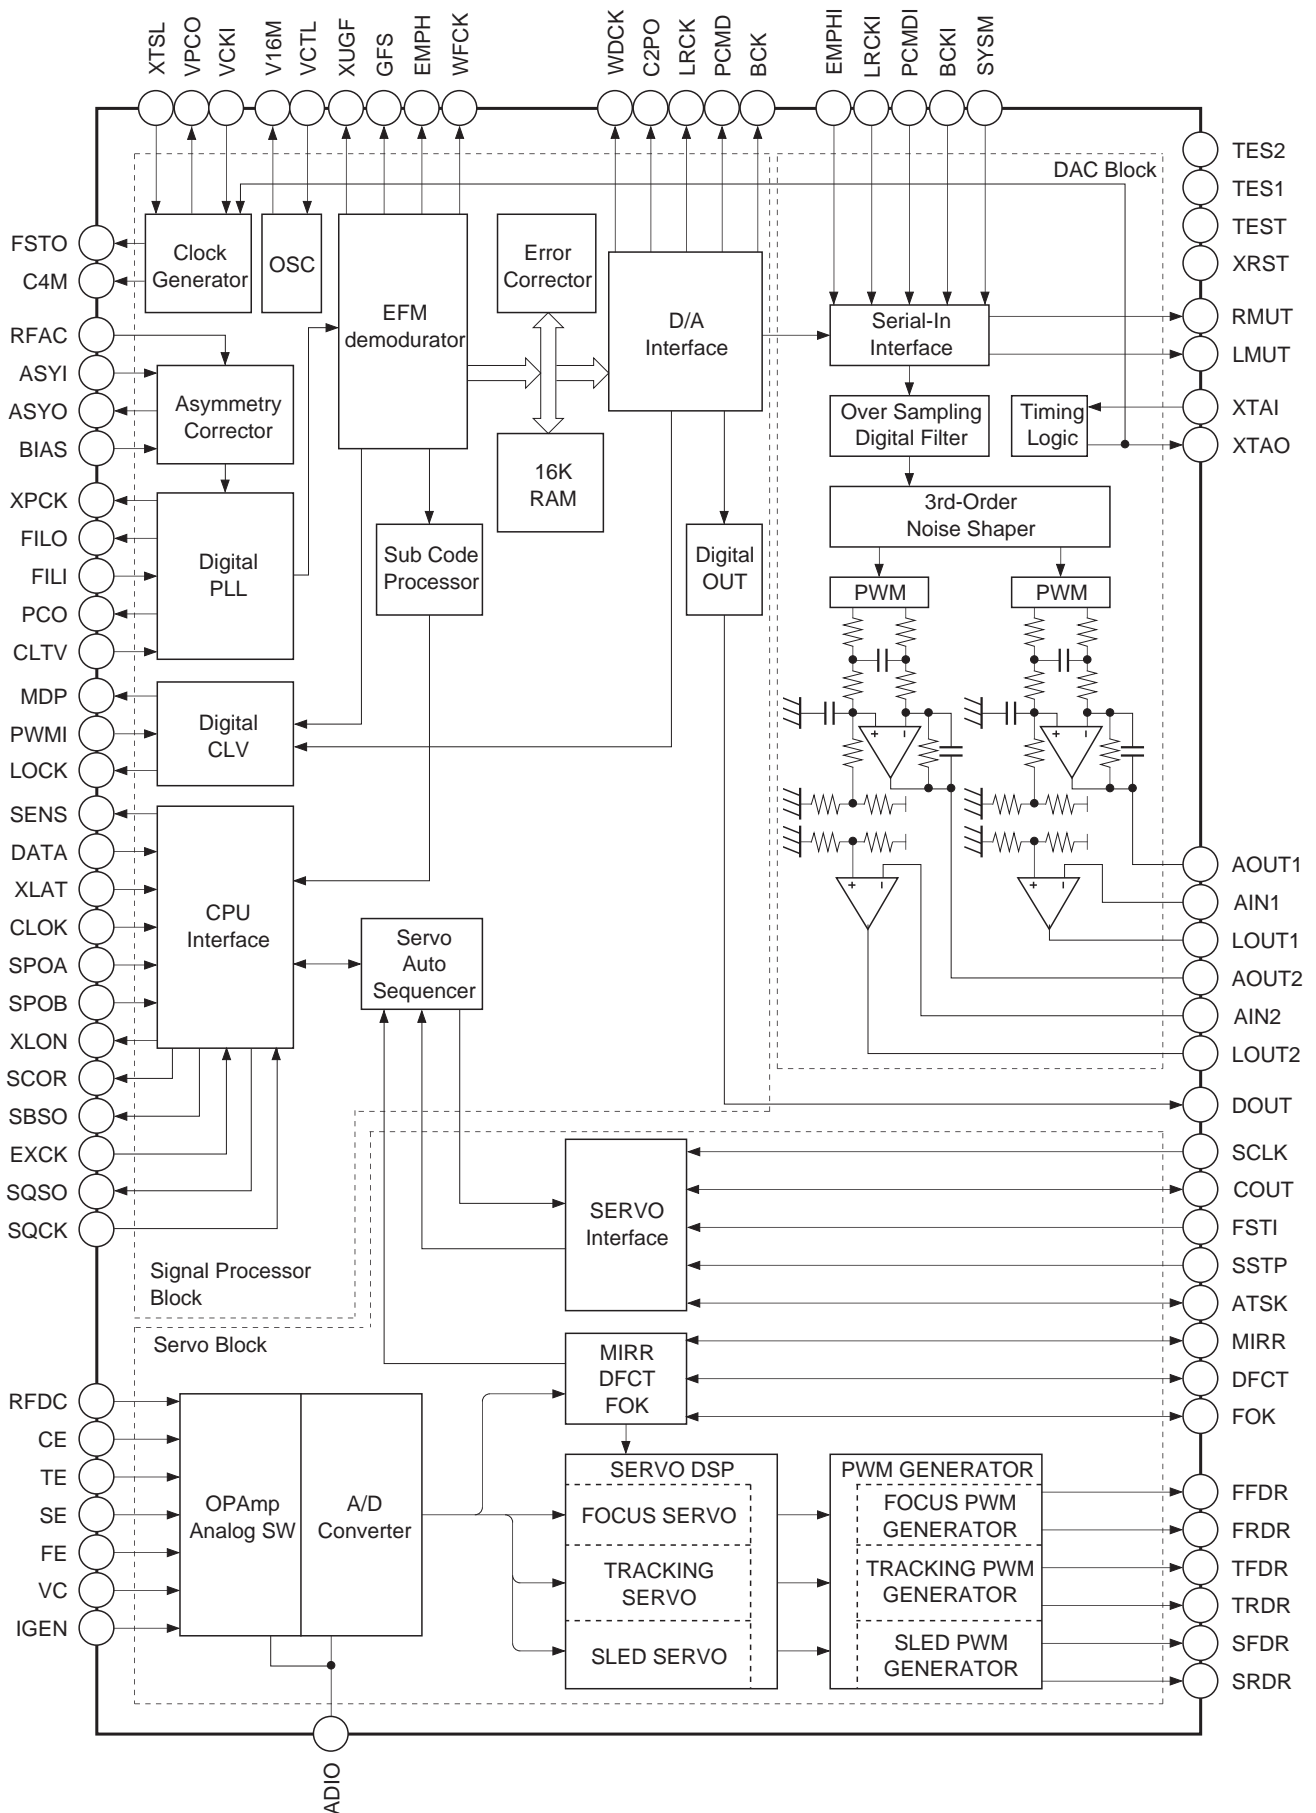 XTSL
VPCO
VCKI
V16M
VCTL
XUGF
GFS
EMPH
WFCK
WDCK
C2PO
LRCK
PCMD
BCK
EMPHI
LRCKI
PCMDI
BCKI
SYSM
TES2
TES1
TEST
XRST
RMUT
LMUT
XTAI
XTAO
AOUT1
AIN1
LOUT1
AOUT2
AIN2
LOUT2
DOUT
SCLK
COUT
FSTI
SSTP
ATSK
MIRR
DFCT
FOK
FFDR
FRDR
TFDR
TRDR
SFDR
SRDR
FSTO
C4M
RFAC
ASYI
ASYO
BIAS
XPCK
FILO
FILI
PCO
CLTV
MDP
PWMI
LOCK
SENS
DATA
XLAT
CLOK
SPOA
SPOB
XLON
SCOR
SBSO
EXCK
SQSO
SQCK
RFDC
CE
TE
SE
FE
VC
IGEN
ADIO
DAC Block
Clock
Generator
OSC
EFM
demodurator
Error
Corrector
D/A
Interface
Serial-In
Interface
Asymmetry
Corrector
Over Sampling
Digital Filter
Timing
Logic
16K
RAM
3rd-Order
Noise Shaper
Digital
PLL
Sub Code
Processor
Digital
OUT
PWM
PWM
Digital
CLV
+
−
+
−
+
−
+
−
CPU
Interface
Servo
Auto
Sequencer
SERVO
Interface
Signal Processor
Block
Servo Block
MIRR
DFCT
FOK
OPAmp
Analog SW
A/D
Converter
SERVO DSP
FOCUS SERVO
TRACKING
SERVO
SLED SERVO
PWM GENERATOR
FOCUS PWM
GENERATOR
TRACKING PWM
GENERATOR
SLED PWM
GENERATOR